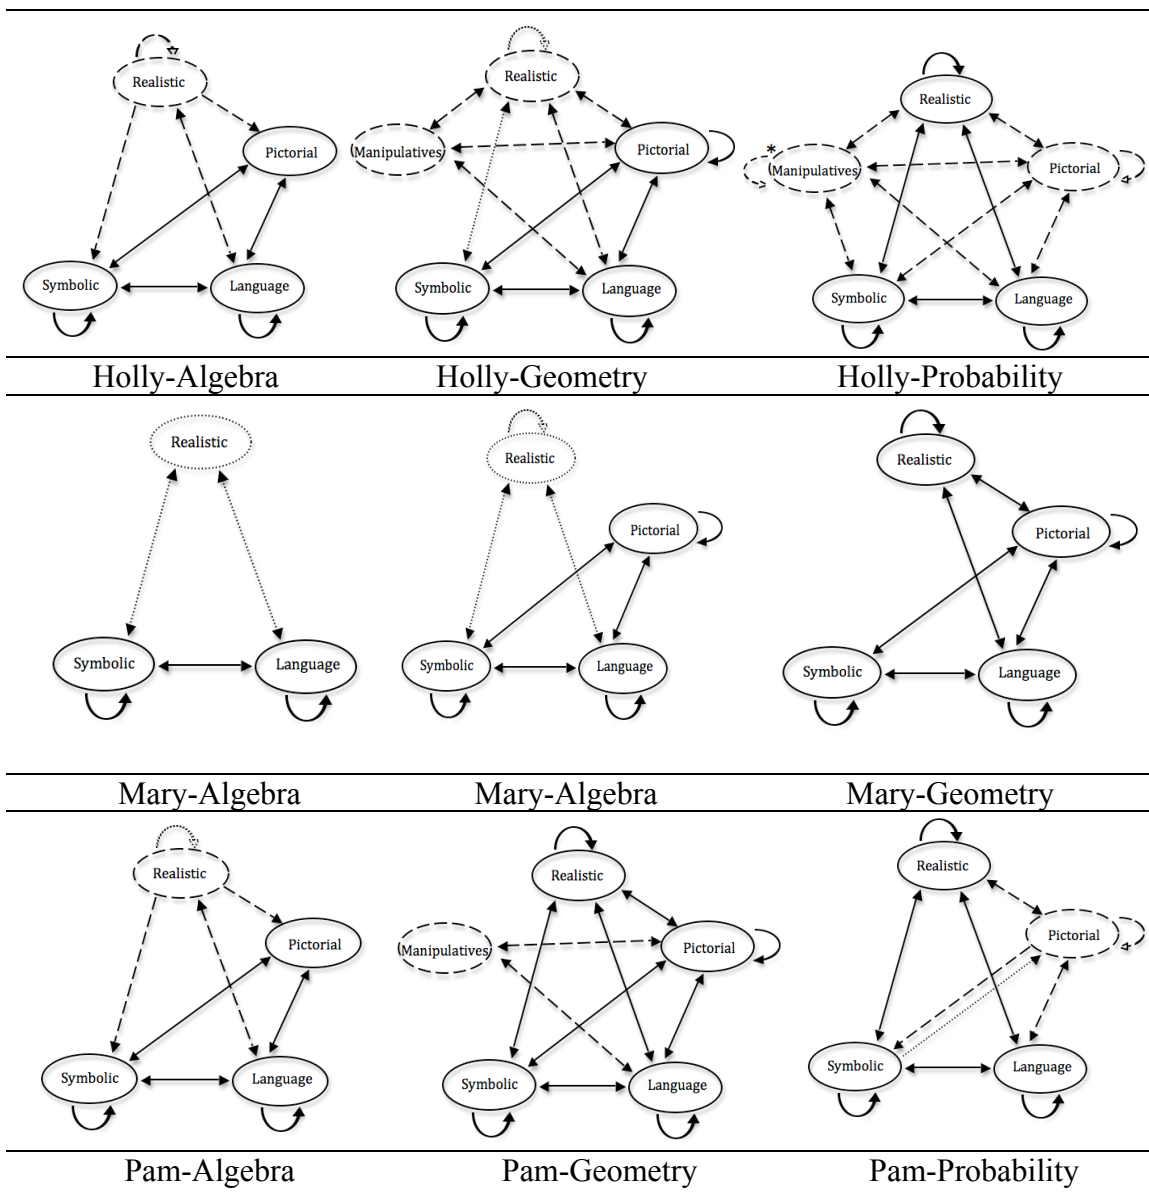 Realistic
Pictorial
Symbolic
Language
Realistic
Manipulatives
Pictorial
Symbolic
Language
Realistic
*
Manipulatives
Pictorial
Symbolic
Language
Holly-Algebra
Holly-Geometry
Holly-Probability
Realistic
Symbolic
Language
Realistic
Pictorial
Symbolic
Language
Realistic
Pictorial
Symbolic
Language
Mary-Algebra
Mary-Algebra
Mary-Geometry
Realistic
Pictorial
Symbolic
Language
Realistic
Manipulatives
Pictorial
Symbolic
Language
Realistic
Pictorial
Symbolic
Language
Pam-Algebra
Pam-Geometry
Pam-Probability